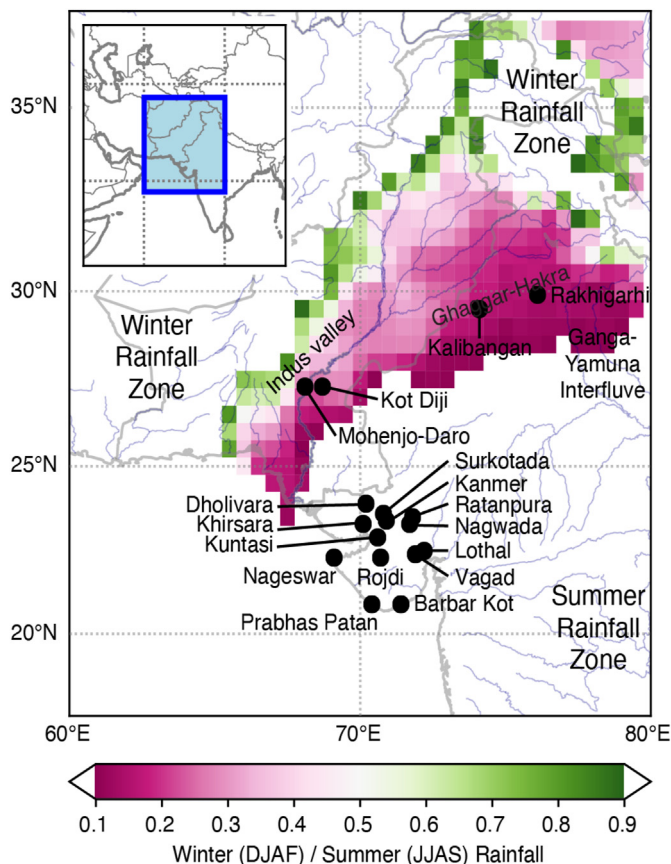 35°N
30°N
25°N
20°N
60°E
70°E
80°E
Winter
Rainfall
Zone
Winter
Rainfall
Zone
Indus valley
Ghaggar-Hakra
Rakhigarhi
Kalibangan
Ganga-
Yamuna
Interfluve
Kot Diji
Mohenjo-Daro
Surkotada
Dholivara
Kanmer
Khirsara
Ratanpura
Kuntasi
Nagwada
Lothal
Nageswar
Rojdi
Vagad
Prabhas Patan
Barbar Kot
Summer
Rainfall
Zone
0.1 0.2 0.3 0.4 0.5 0.6 0.7 0.8 0.9
Winter (DJAF) / Summer (JJAS) Rainfall